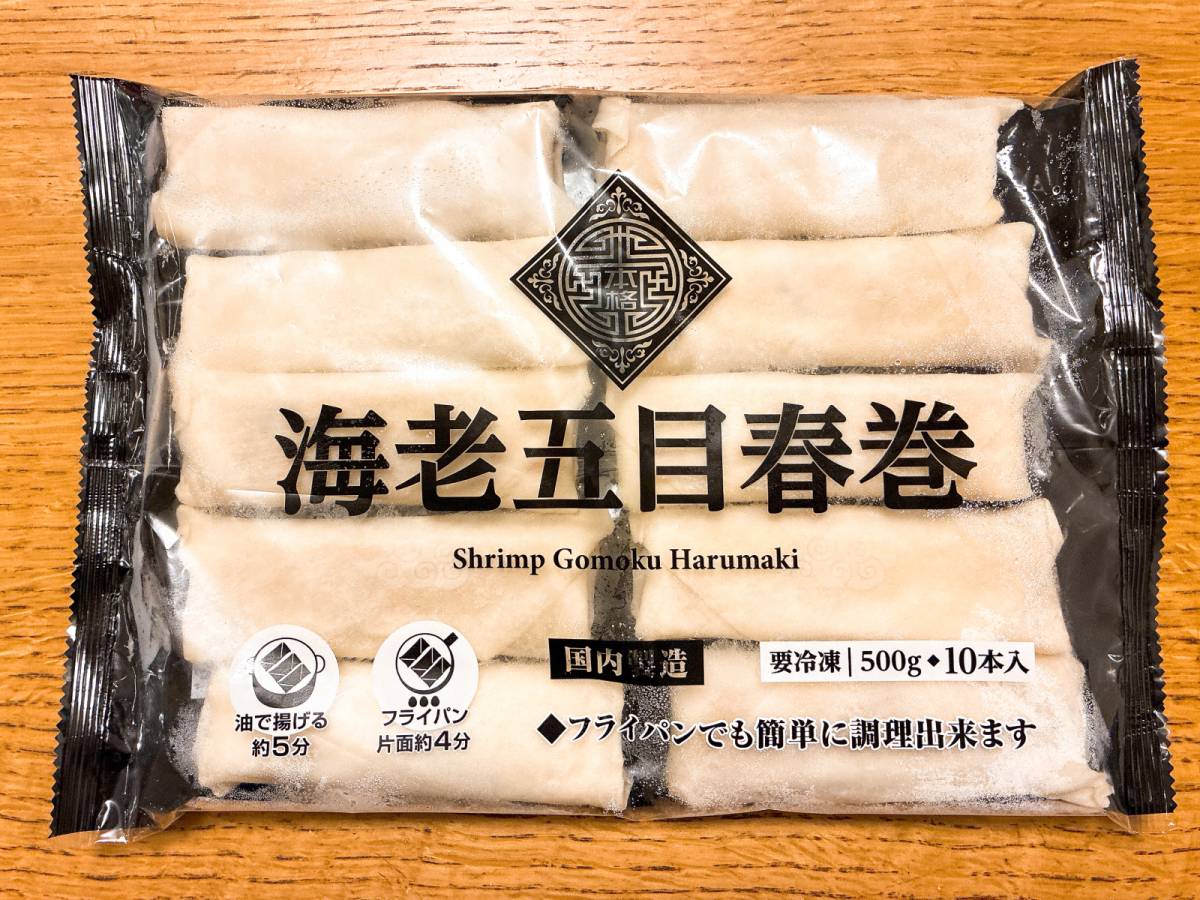 本格
海老五目春巻
Shrimp Gomoku Harumaki
国内製造
要冷凍 | 500g◆10本入
油で揚げる
約5分
フライパン
片面約4分
◆フライパンでも簡単に調理出来ます